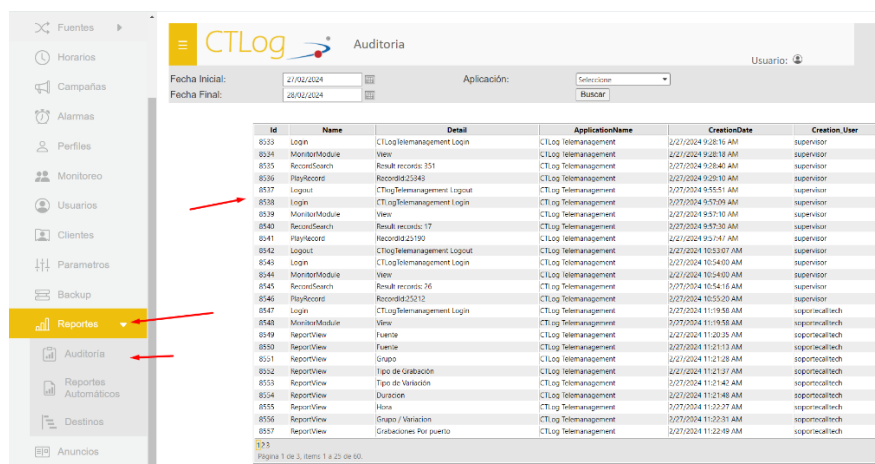 Fuentes
Horarios
Campañas
Alarmas
Perfiles
Monitoreo
Usuarios
Clientes
Parametros
Backup
Reportes
Auditoría
Reportes
Automáticos
Destinos
Anuncios
CTLog Auditoria
Usuario:
Fecha Inicial: 27/02/2024 Aplicación: Seleccione
Fecha Final: 28/02/2024 Buscar
Id Name Detail ApplicationName CreationDate Creation_User
8533 Login CTLogTelemanagement Login CTLog Telemanagement 2/27/2024 9:28:16 AM supervisor
8534 MonitorModule View CTLog Telemanagement 2/27/2024 9:28:18 AM supervisor
8535 RecordSearch Result records: 351 CTLog Telemanagement 2/27/2024 9:28:40 AM supervisor
8536 PlayRecord RecordId:25343 CTLog Telemanagement 2/27/2024 9:29:10 AM supervisor
8537 Logout CTlogTelemanagement Logout CTLog Telemanagement 2/27/2024 9:55:51 AM supervisor
8538 Login CTLogTelemanagement Login CTLog Telemanagement 2/27/2024 9:57:09 AM supervisor
8539 MonitorModule View CTLog Telemanagement 2/27/2024 9:57:10 AM supervisor
8540 RecordSearch Result records: 17 CTLog Telemanagement 2/27/2024 9:57:30 AM supervisor
8541 PlayRecord RecordId:25190 CTLog Telemanagement 2/27/2024 9:57:47 AM supervisor
8542 Logout CTlogTelemanagement Logout CTLog Telemanagement 2/27/2024 10:53:07 AM supervisor
8543 Login CTLogTelemanagement Login CTLog Telemanagement 2/27/2024 10:54:00 AM supervisor
8544 MonitorModule View CTLog Telemanagement 2/27/2024 10:54:00 AM supervisor
8545 RecordSearch Result records: 26 CTLog Telemanagement 2/27/2024 10:54:16 AM supervisor
8546 PlayRecord RecordId:25212 CTLog Telemanagement 2/27/2024 10:55:20 AM supervisor
8547 Login CTLogTelemanagement Login CTLog Telemanagement 2/27/2024 11:19:58 AM soportecalltech
8548 MonitorModule View CTLog Telemanagement 2/27/2024 11:19:58 AM soportecalltech
8549 ReportView Fuente CTLog Telemanagement 2/27/2024 11:20:35 AM soportecalltech
8550 ReportView Fuente CTLog Telemanagement 2/27/2024 11:21:13 AM soportecalltech
8551 ReportView Grupo CTLog Telemanagement 2/27/2024 11:21:28 AM soportecalltech
8552 ReportView Tipo de Grabación CTLog Telemanagement 2/27/2024 11:21:37 AM soportecalltech
8553 ReportView Tipo de Variación CTLog Telemanagement 2/27/2024 11:21:42 AM soportecalltech
8554 ReportView Duracion CTLog Telemanagement 2/27/2024 11:21:48 AM soportecalltech
8555 ReportView Hora CTLog Telemanagement 2/27/2024 11:22:27 AM soportecalltech
8556 ReportView Grupo / Variacion CTLog Telemanagement 2/27/2024 11:22:31 AM soportecalltech
8557 ReportView Grabaciones Por puerto CTLog Telemanagement 2/27/2024 11:22:49 AM soportecalltech
123
Página 1 de 3, items 1 a 25 de 60.